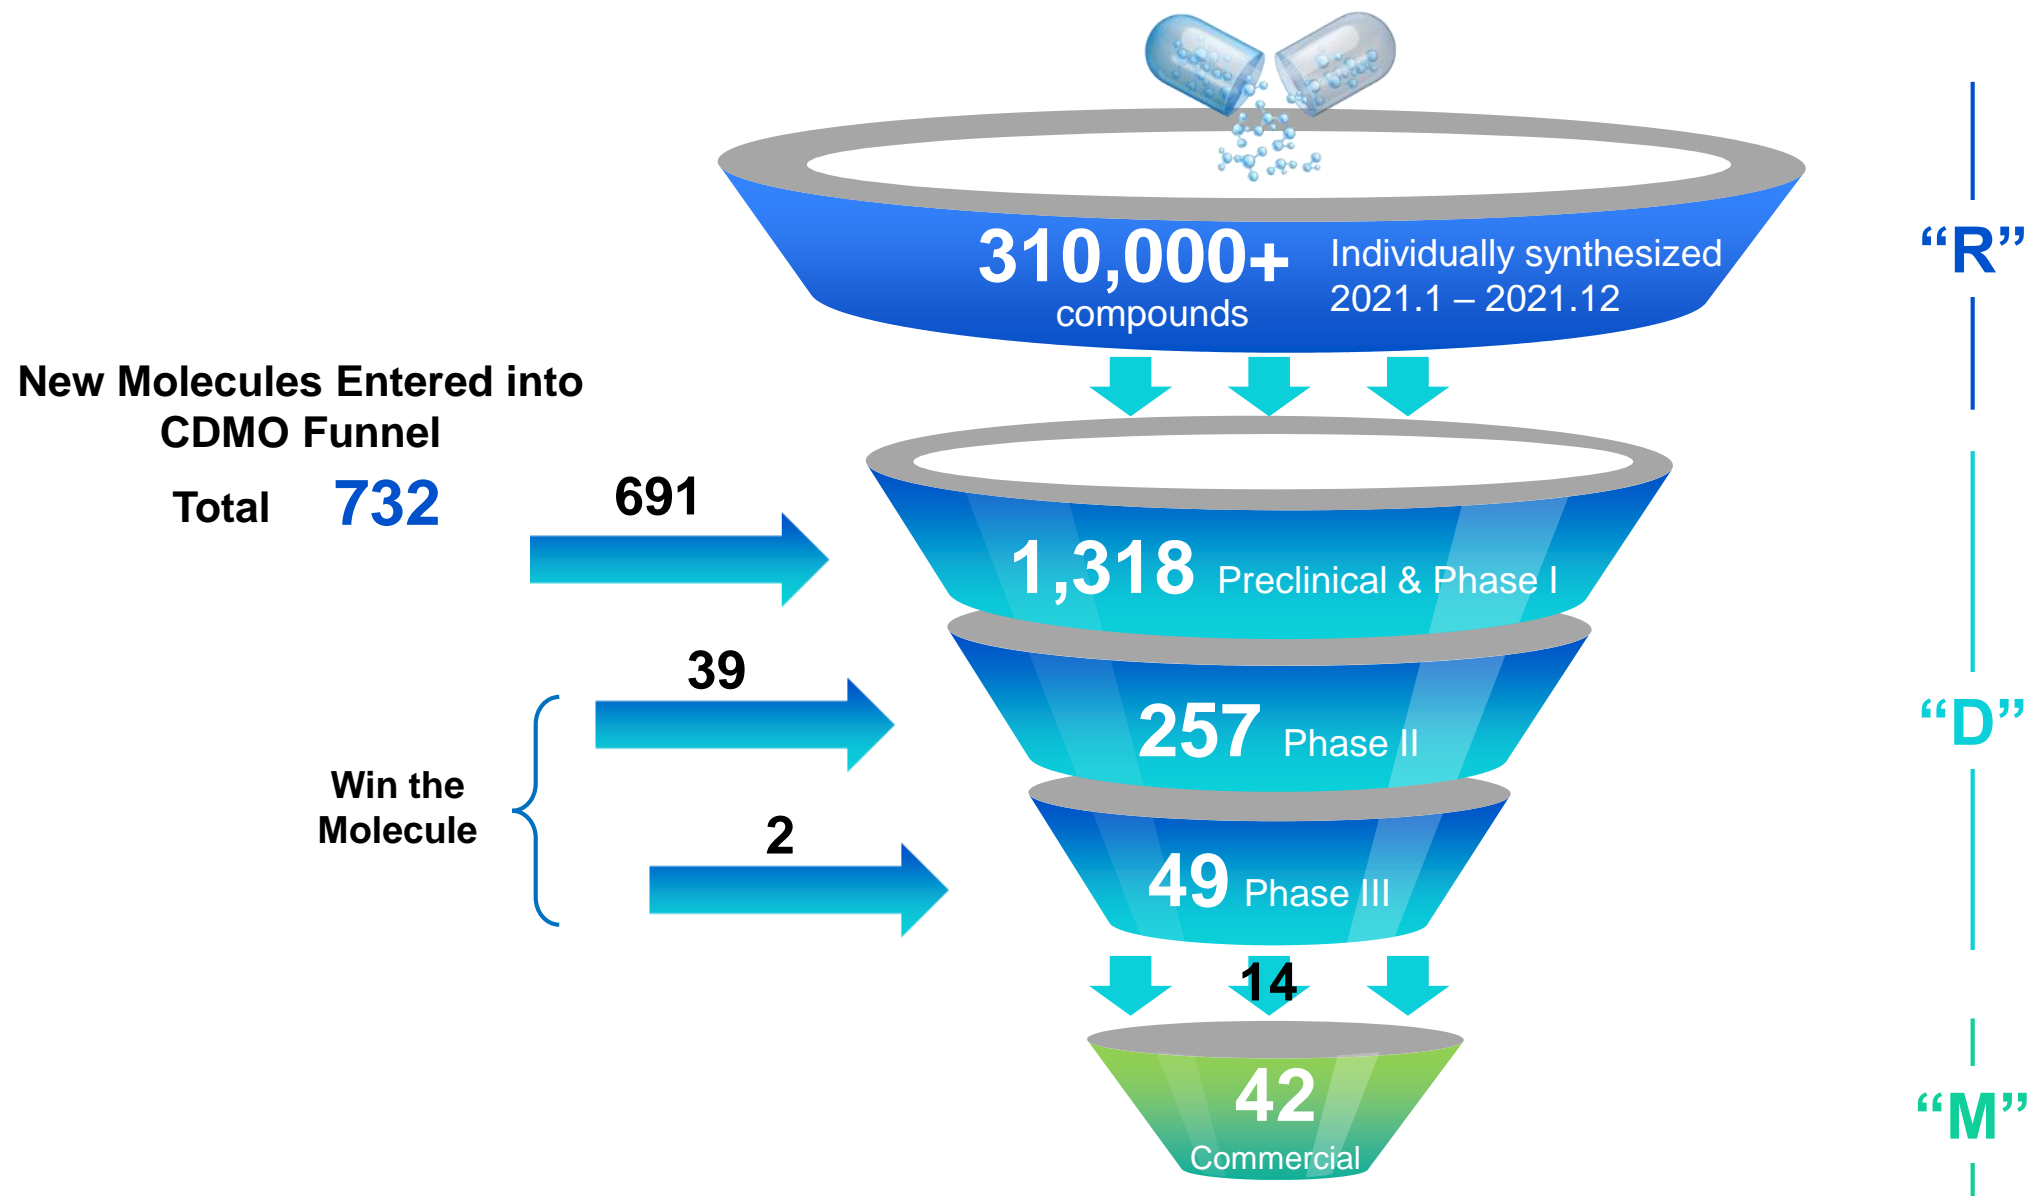 310,000+
compounds
Individually synthesized
2021.1 – 2021.12
“R”
New Molecules Entered into
CDMO Funnel
Total 732
691
1,318 Preclinical & Phase I
39
257 Phase II
“D”
Win the
Molecule
2
49 Phase III
14
42
Commercial
“M”